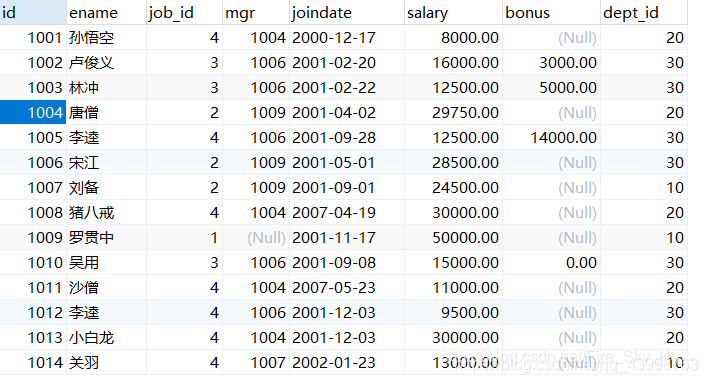 id ename job_id mgr joindate salary bonus dept_id
1001 孙悟空 4 1004 2000-12-17 8000.00 (Null) 20
1002 卢俊义 3 1006 2001-02-20 16000.00 3000.00 30
1003 林冲 3 1006 2001-02-22 12500.00 5000.00 30
1004 唐僧 2 1009 2001-04-02 29750.00 (Null) 20
1005 李逵 4 1006 2001-09-28 12500.00 14000.00 30
1006 宋江 2 1009 2001-05-01 28500.00 (Null) 30
1007 刘备 2 1009 2001-09-01 24500.00 (Null) 10
1008 猪八戒 4 1004 2007-04-19 30000.00 (Null) 20
1009 罗贯中 1 (Null) 2001-11-17 50000.00 (Null) 10
1010 吴用 3 1006 2001-09-08 15000.00 0.00 30
1011 沙僧 4 1004 2007-05-23 11000.00 (Null) 20
1012 李逵 4 1006 2001-12-03 9500.00 (Null) 30
1013 小白龙 4 1004 2001-12-03 30000.00 (Null) 20
1014 关羽 4 1007 2002-01-23 13000.00 (Null) 10